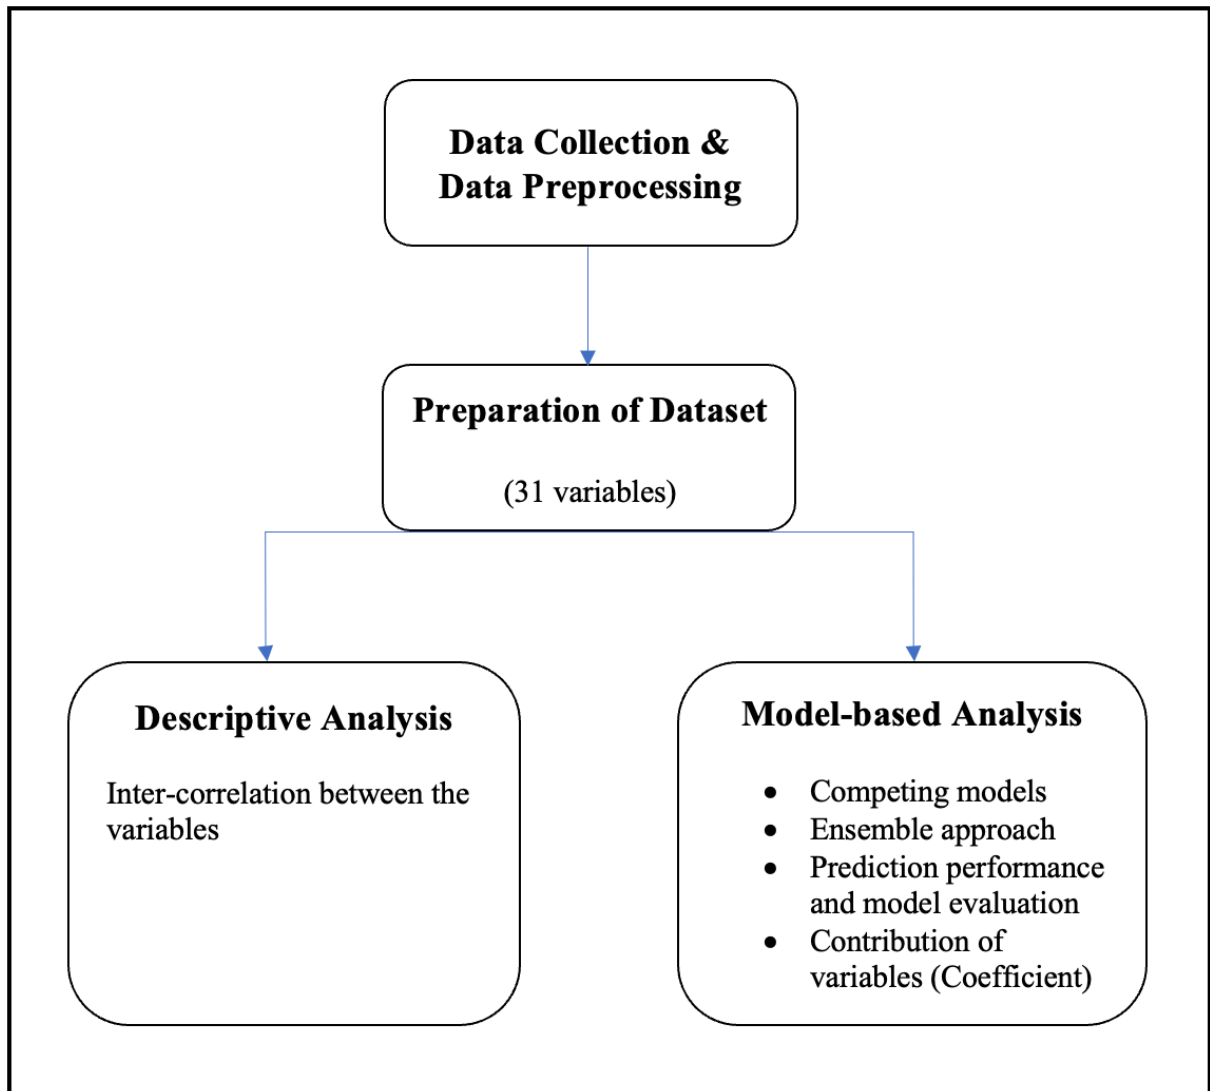 Data Collection &
Data Preprocessing
Preparation of Dataset
(31 variables)
Descriptive Analysis
Inter-correlation between the
variables
Model-based Analysis
• Competing models
• Ensemble approach
• Prediction performance
and model evaluation
• Contribution of
variables (Coefficient)